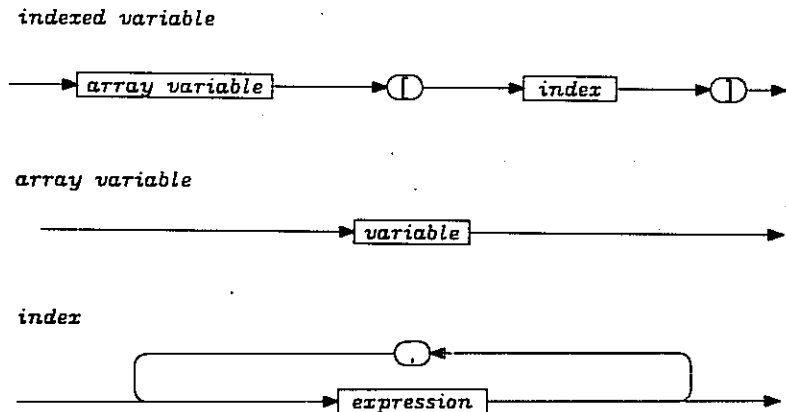 indexed variable
array variable [ index ]
array variable
variable
index
,
expression